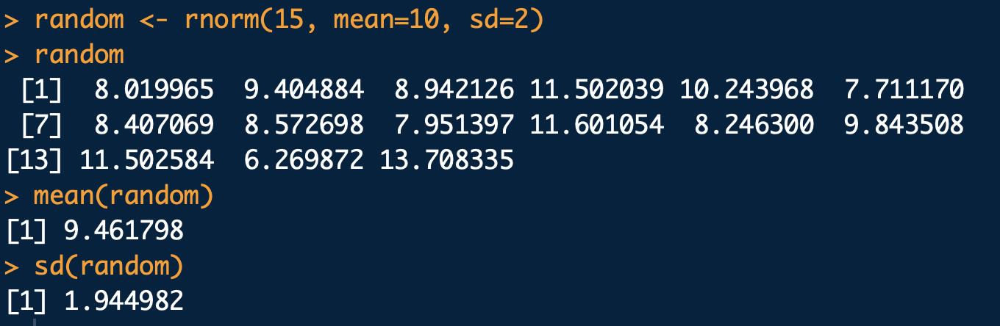 > random <- rnorm(15, mean=10, sd=2)
> random
 [1]  8.019965  9.404884  8.942126 11.502039 10.243968  7.711170
 [7]  8.407069  8.572698  7.951397 11.601054  8.246300  9.843508
[13] 11.502584  6.269872 13.708335
> mean(random)
[1] 9.461798
> sd(random)
[1] 1.944982